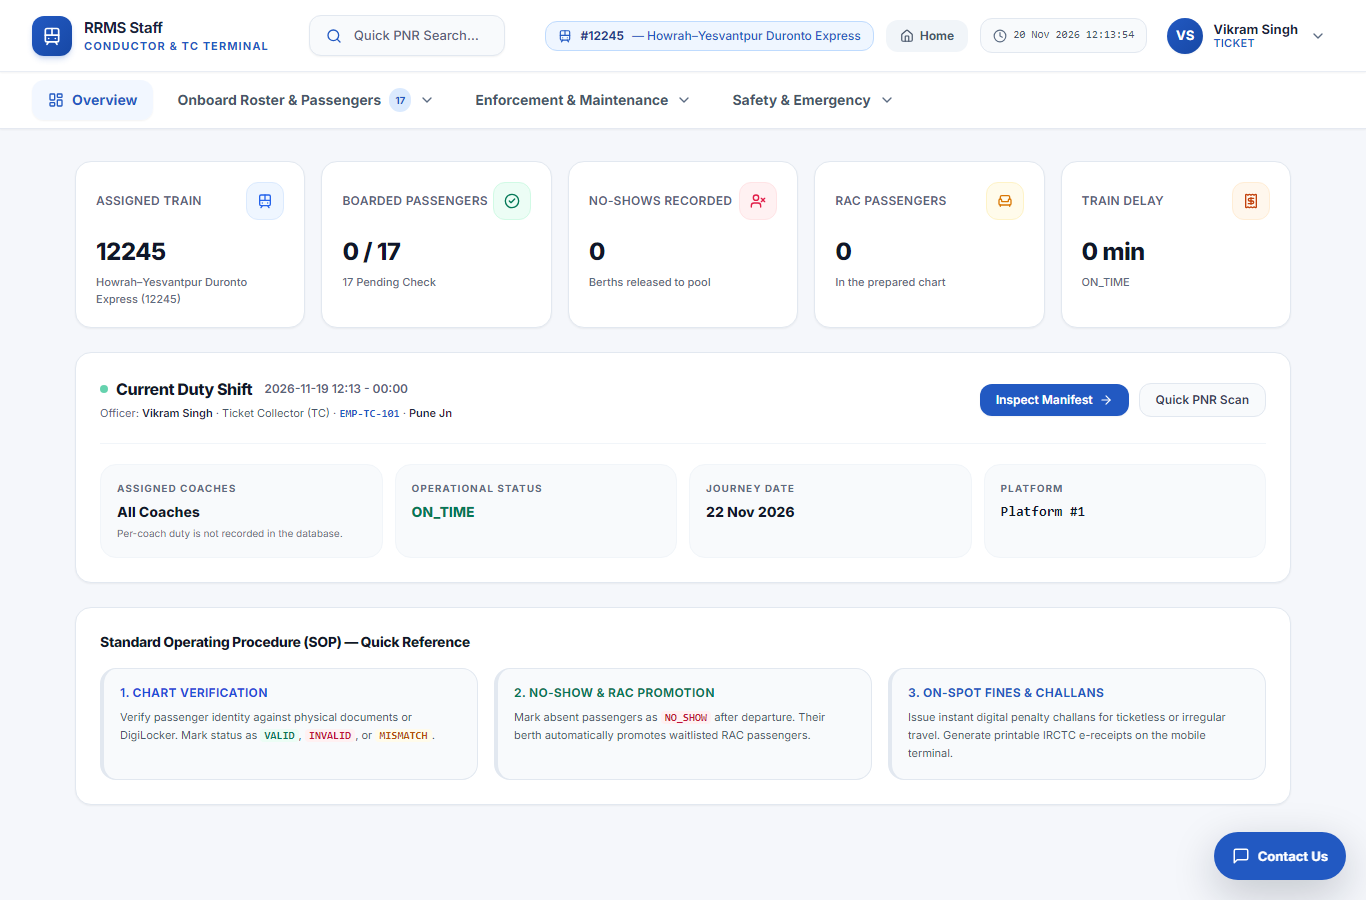 RRMS Staff
CONDUCTOR & TC TERMINAL
Quick PNR Search...
#12245 — Howrah–Yesvantpur Duronto Express
Home
20 Nov 2026 12:13:54
VS
Vikram Singh
TICKET
Overview
Onboard Roster & Passengers 17
Enforcement & Maintenance
Safety & Emergency
ASSIGNED TRAIN
12245
Howrah–Yesvantpur Duronto
Express (12245)
BOARDED PASSENGERS
0 / 17
17 Pending Check
NO-SHOWS RECORDED
0
Berths released to pool
RAC PASSENGERS
0
In the prepared chart
TRAIN DELAY
0 min
ON_TIME
Current Duty Shift 2026-11-19 12:13 - 00:00
Officer: Vikram Singh · Ticket Collector (TC) · EMP-TC-101 · Pune Jn
Inspect Manifest →
Quick PNR Scan
ASSIGNED COACHES
All Coaches
Per-coach duty is not recorded in the database.
OPERATIONAL STATUS
ON_TIME
JOURNEY DATE
22 Nov 2026
PLATFORM
Platform #1
Standard Operating Procedure (SOP) — Quick Reference
1. CHART VERIFICATION
Verify passenger identity against physical documents or
DigiLocker. Mark status as VALID, INVALID, or MISMATCH.
2. NO-SHOW & RAC PROMOTION
Mark absent passengers as NO_SHOW after departure. Their
berth automatically promotes waitlisted RAC passengers.
3. ON-SPOT FINES & CHALLANS
Issue instant digital penalty challans for ticketless or irregular
travel. Generate printable IRCTC e-receipts on the mobile
terminal.
Contact Us